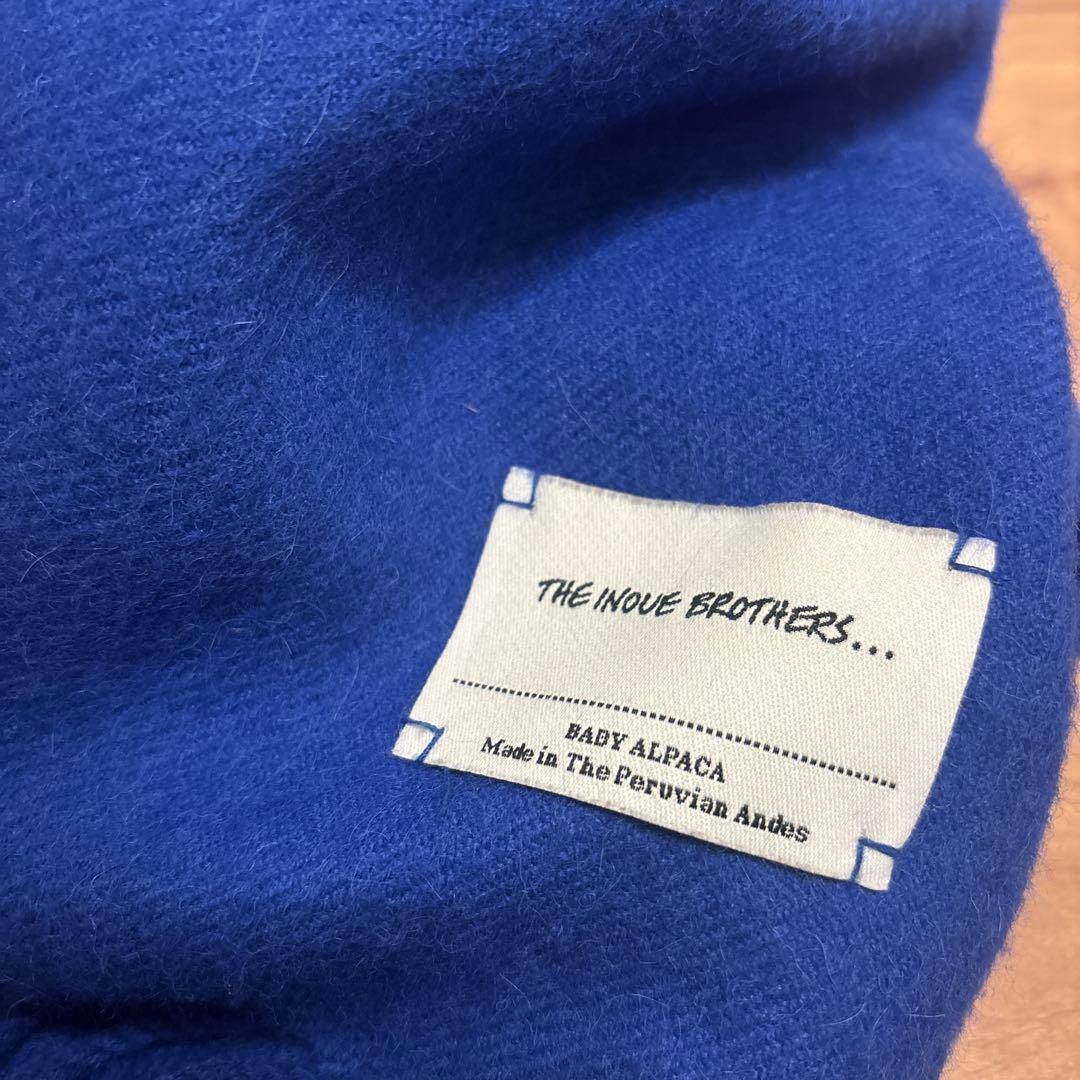 THE INOUE BROTHERS...
BABY ALPACA
Made in The Peruvian Andes